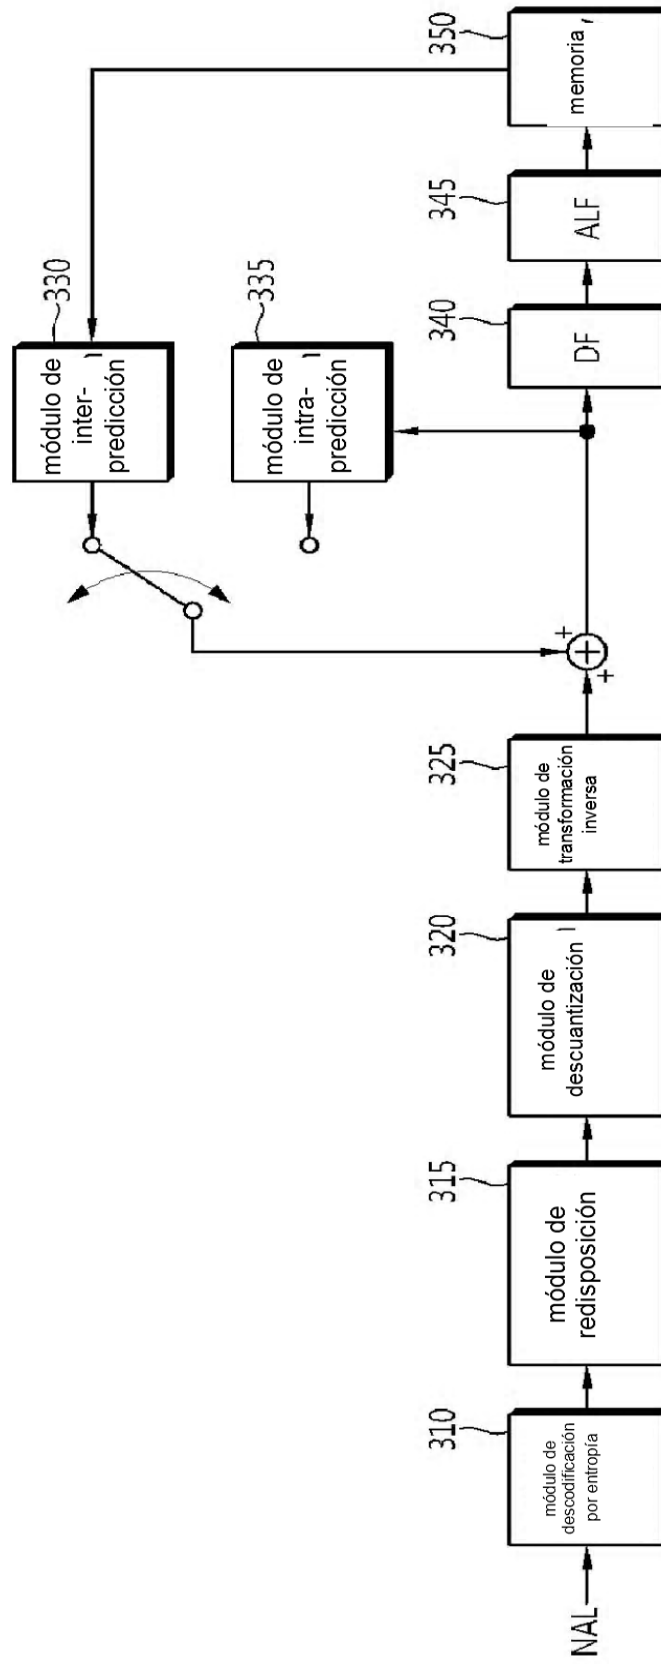 330
módulo de
inter-
predicción
335
módulo de
intra-
predicción
NAL
310
módulo de
descodificación
por entropía
315
módulo de
redisposición
320
módulo de
descuantización
325
módulo de
transformación
inversa
+
+
+
340
DF
345
ALF
350
memoria